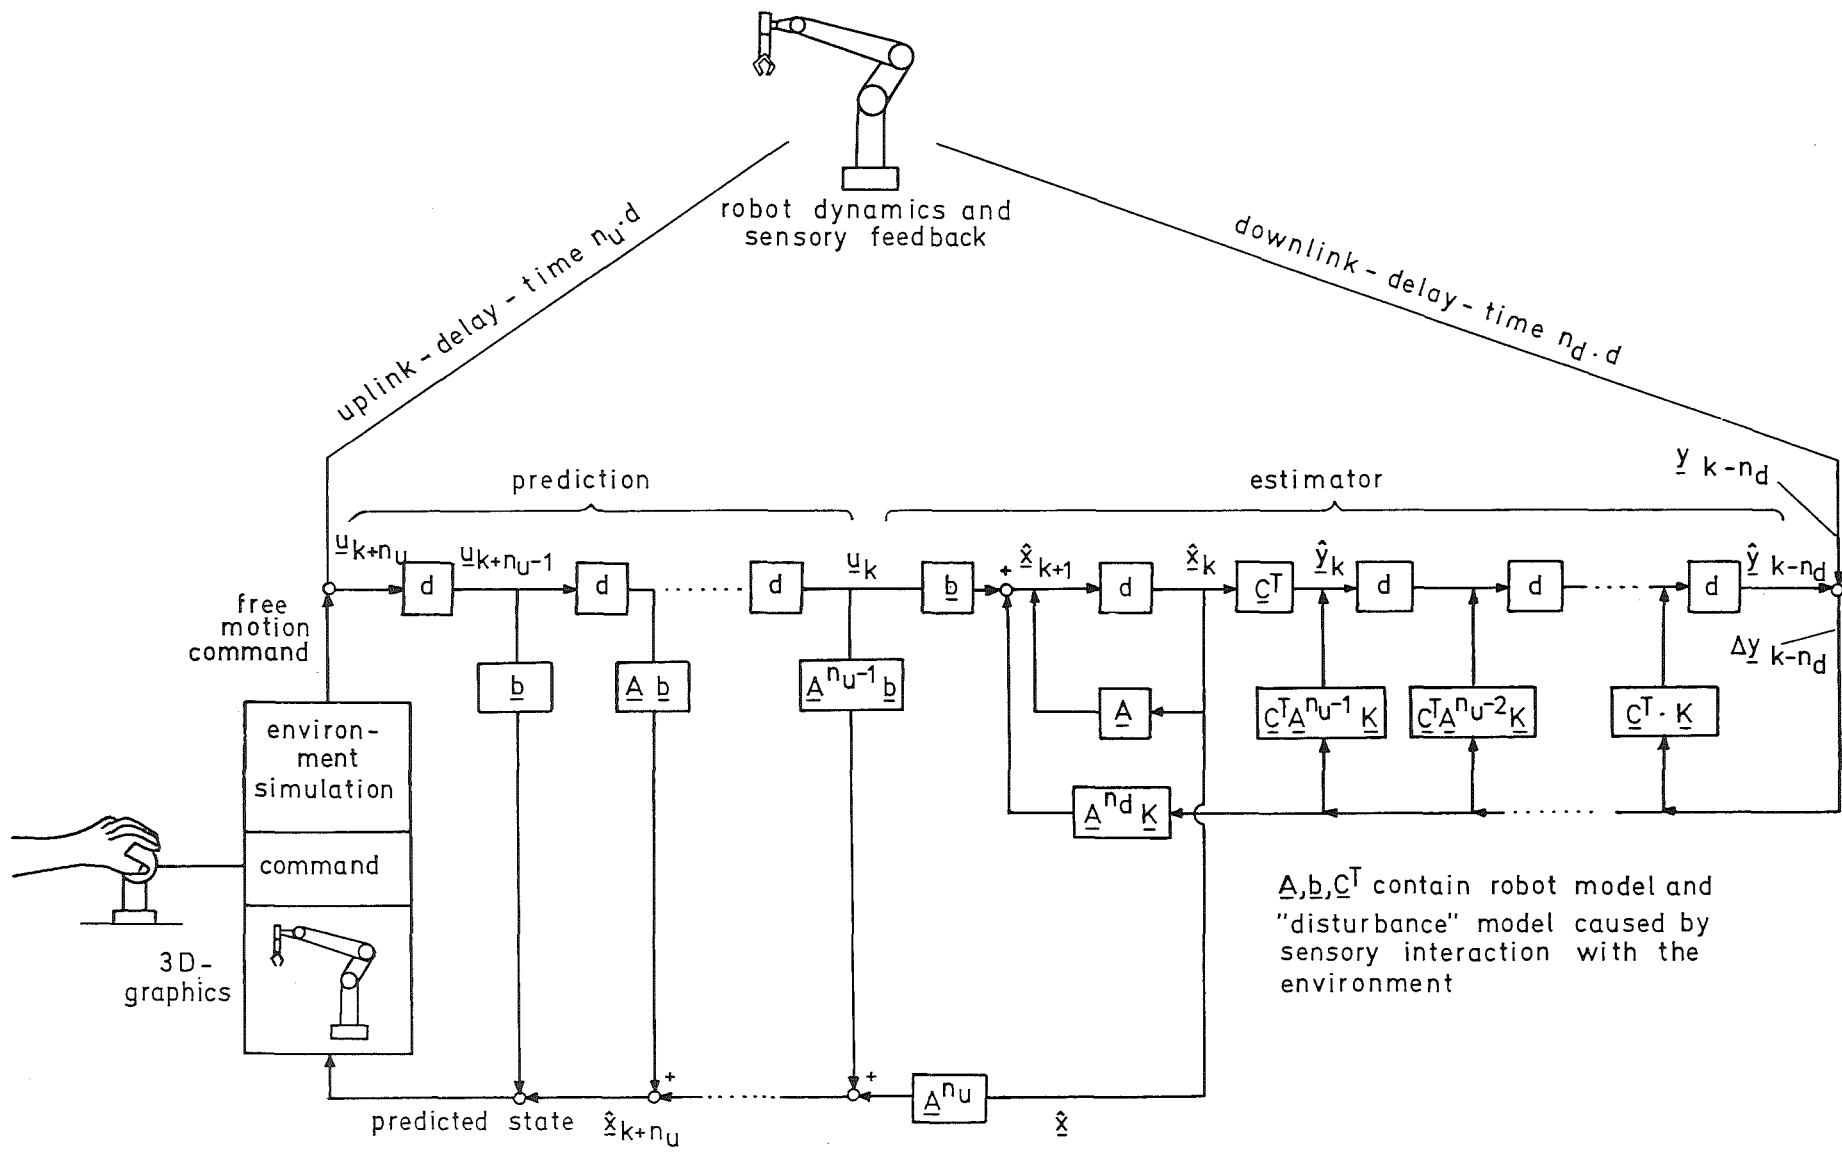 robot dynamics and
sensory feedback
uplink-delay-time n_u·d
downlink-delay-time n_d·d
prediction
estimator
y̲ k-n_d
u̲ k+n_u
d
u̲ k+n_u-1
d
........
d
u̲ k
b̲
+
x̲̂ k+1
d
x̲̂ k
C̲ᵀ
ŷ̲ k
d
d
......
d
ŷ̲ k-n_d
Δy̲ k-n_d
free
motion
command
b̲
A̲ b̲
A̲^(n_u-1) b̲
A̲
C̲ᵀA̲^(n_u-1) K̲
C̲ᵀA̲^(n_u-2) K̲
C̲ᵀ · K̲
A̲^(n_d) K̲
environ-
ment
simulation
command
3D-
graphics
A̲,b̲,C̲ᵀ contain robot model and
"disturbance" model caused by
sensory interaction with the
environment
+
+
A̲^(n_u)
predicted state x̲̂ k+n_u
x̲̂